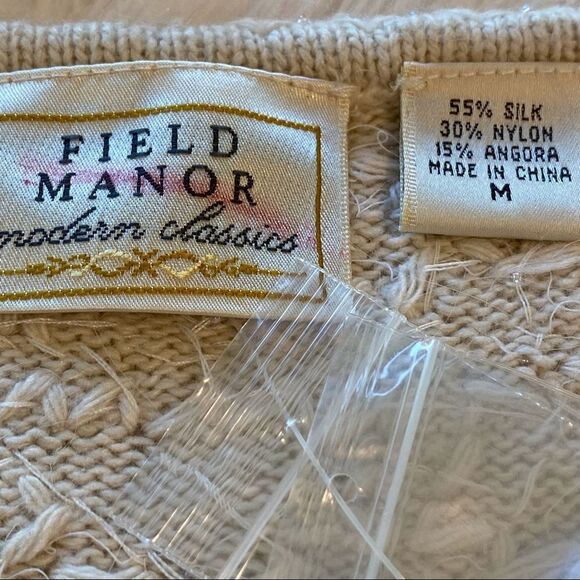 FIELD
MANOR
modern classics
55% SILK
30% NYLON
15% ANGORA
MADE IN CHINA
M